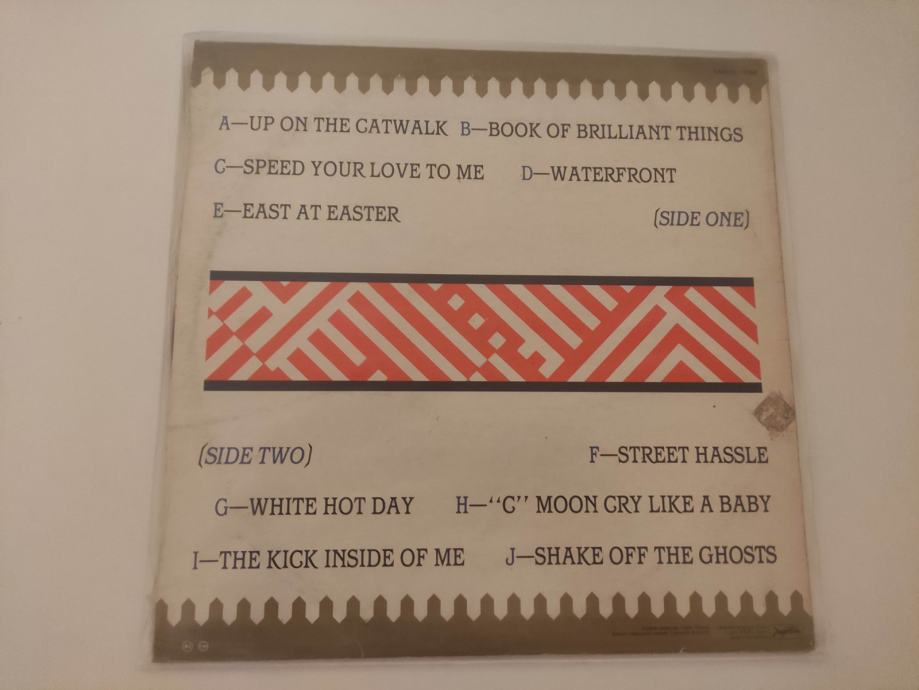 A—UP ON THE CATWALK B—BOOK OF BRILLIANT THINGS
C—SPEED YOUR LOVE TO ME D—WATERFRONT
E—EAST AT EASTER (SIDE ONE)
(SIDE TWO) F—STREET HASSLE
G—WHITE HOT DAY H—“C” MOON CRY LIKE A BABY
I—THE KICK INSIDE OF ME J—SHAKE OFF THE GHOSTS